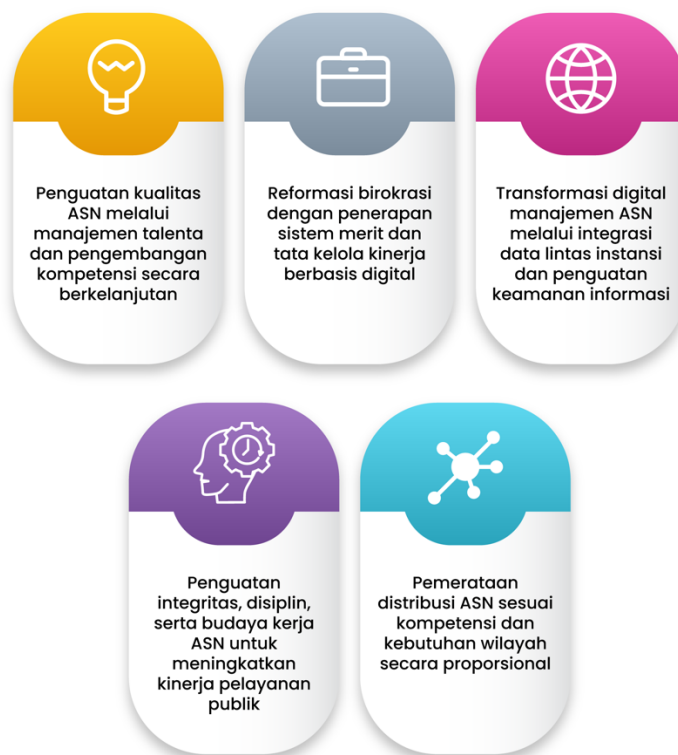 Penguatan kualitas
ASN melalui
manajemen talenta
dan pengembangan
kompetensi secara
berkelanjutan
Reformasi birokrasi
dengan penerapan
sistem merit dan
tata kelola kinerja
berbasis digital
Transformasi digital
manajemen ASN
melalui integrasi
data lintas instansi
dan penguatan
keamanan informasi
Penguatan
integritas, disiplin,
serta budaya kerja
ASN untuk
meningkatkan
kinerja pelayanan
publik
Pemerataan
distribusi ASN sesuai
kompetensi dan
kebutuhan wilayah
secara proporsional